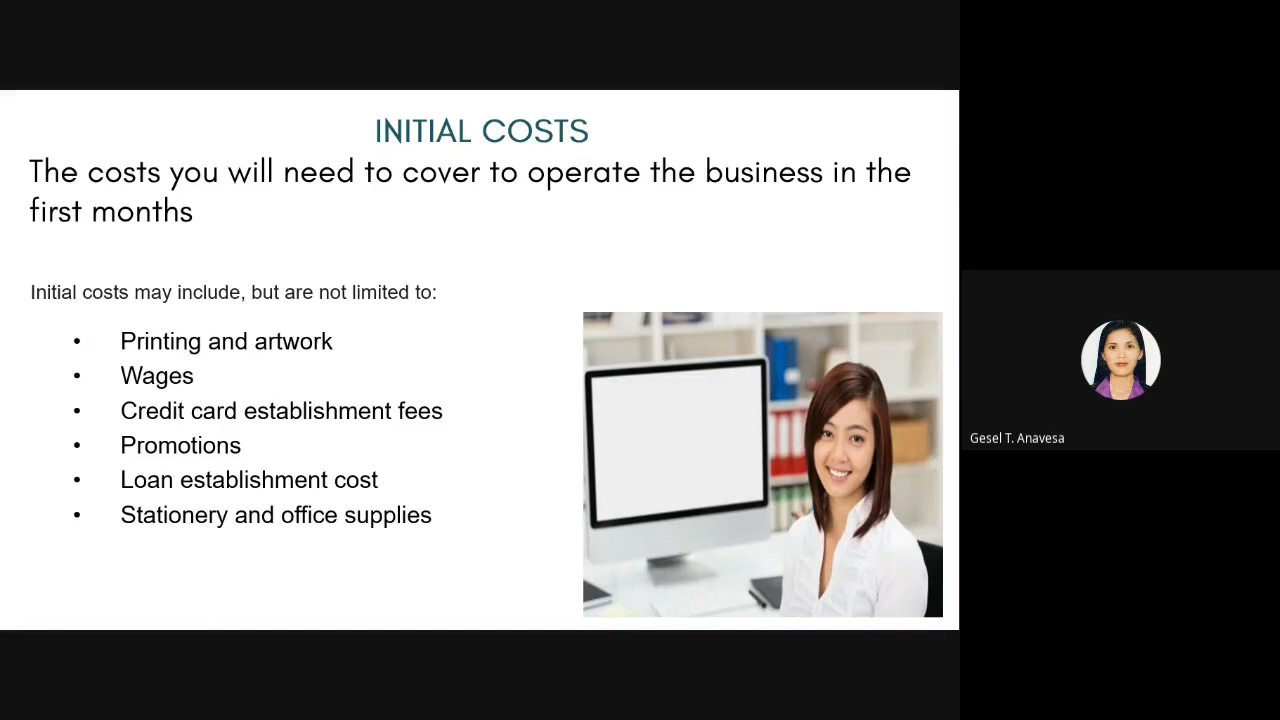 INITIAL COSTS
The costs you will need to cover to operate the business in the
first months
Initial costs may include, but are not limited to:
• Printing and artwork
• Wages
• Credit card establishment fees
• Promotions
• Loan establishment cost
• Stationery and office supplies
Gesel T. Anavesa